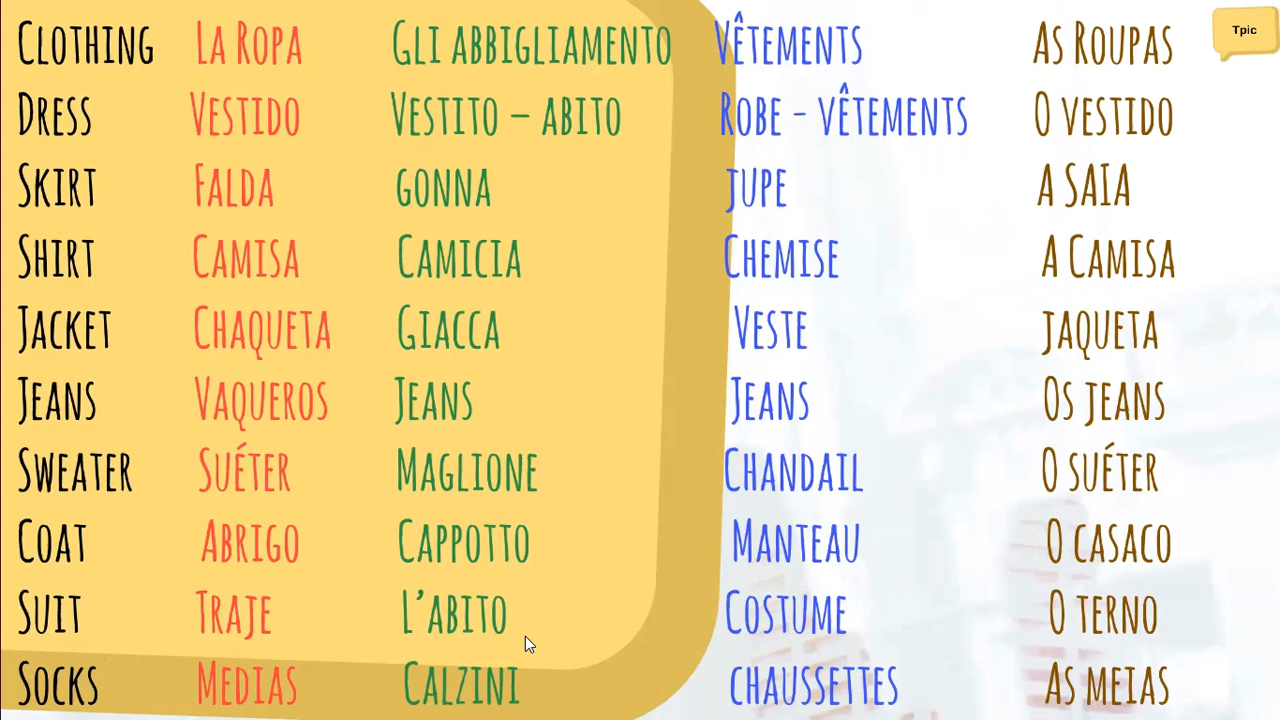 Clothing La Ropa Gli abbigliamento Vêtements As Roupas Tpic
Dress Vestido Vestito – abito Robe - vêtements O vestido
Skirt Falda gonna jupe A saia
Shirt Camisa Camicia Chemise A Camisa
Jacket Chaqueta Giacca Veste jaqueta
Jeans Vaqueros Jeans Jeans Os jeans
Sweater Suéter Maglione Chandail O suéter
Coat Abrigo Cappotto Manteau O casaco
Suit Traje L’abito Costume O terno
Socks Medias Calzini chaussettes As meias